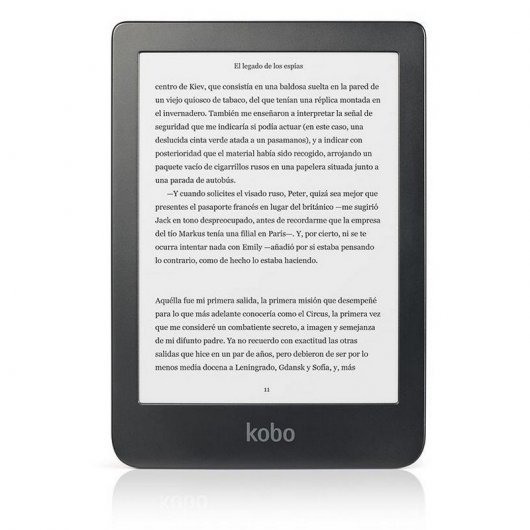 El legado de los espías
centro de Kiev, que consistía en una baldosa suelta en la pared de
un viejo quiosco de tabaco, del que tenían una réplica montada en
el invernadero. También me enseñaron a interpretar la señal de
seguridad que me indicaría si podía actuar (en este caso, una
deslucida cinta verde atada a un pasamanos), y a indicar con
posterioridad que el material había sido recogido, arrojando un
paquete vacío de cigarrillos rusos en una papelera situada junto a
una parada de autobús.
—Y cuando solicites el visado ruso, Peter, quizá sea mejor que
presentes el pasaporte francés en lugar del británico —me sugirió
Jack en tono despreocupado, antes de recordarme que la empresa
del tío Markus tenía una filial en París—. Y, por cierto, ni se te
ocurra intentar nada con Emily —añadió por si estaba pensando
lo contrario, como de hecho lo estaba haciendo.
Aquélla fue mi primera salida, la primera misión que desempeñé
para lo que más adelante conocería como el Circus, la primera vez
que me consideré un combatiente secreto, a imagen y semejanza
de mi difunto padre. Ya no recuerdo con exactitud las otras
salidas que hice en un par de años, pero debieron de ser por lo
menos media docena a Leningrado, Gdansk y Sofía, y, más
11
kobo